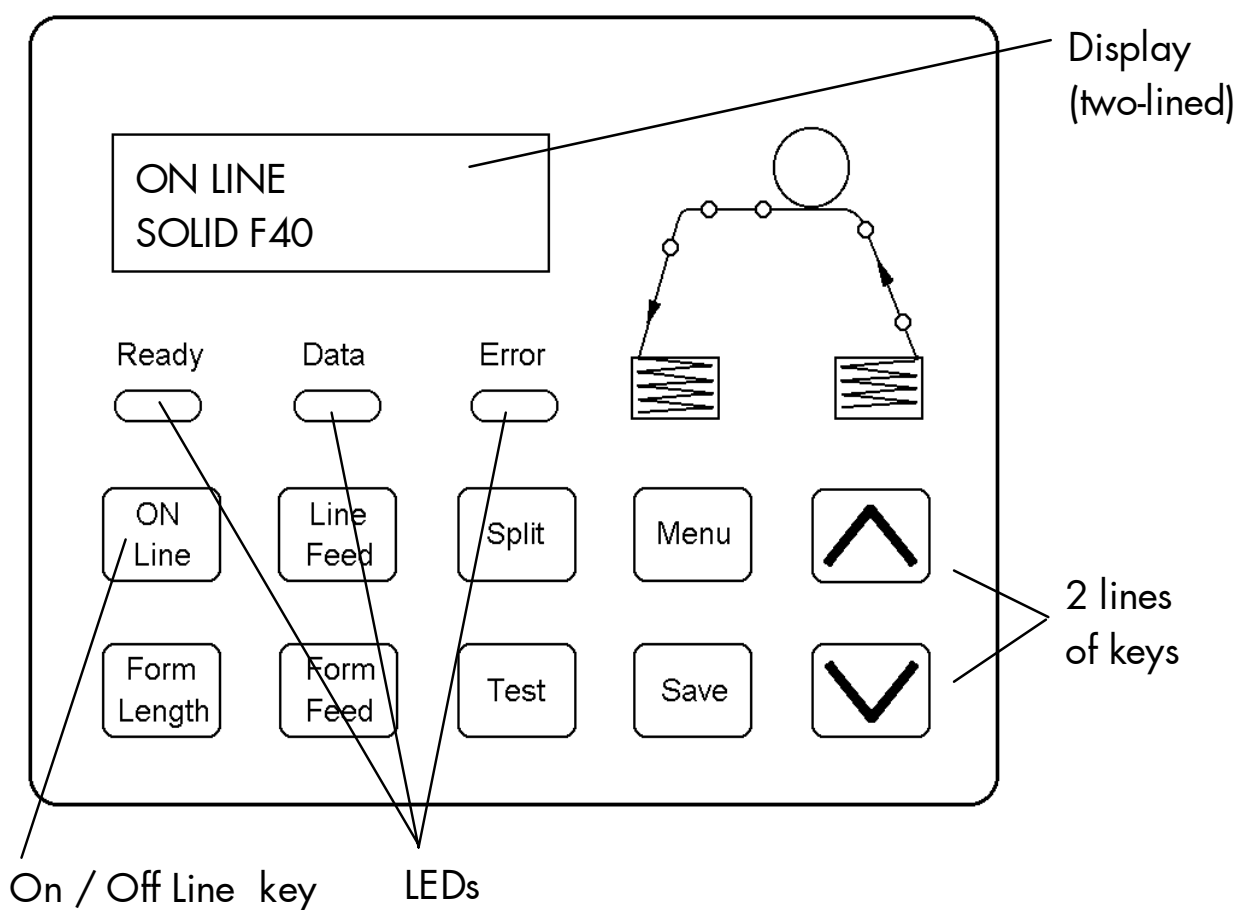 Display
(two-lined)
ON LINE
SOLID F40
Ready Data Error
ON
Line
Line
Feed
Split
Menu
2 lines
of keys
Form
Length
Form
Feed
Test
Save
On / Off Line key
LEDs